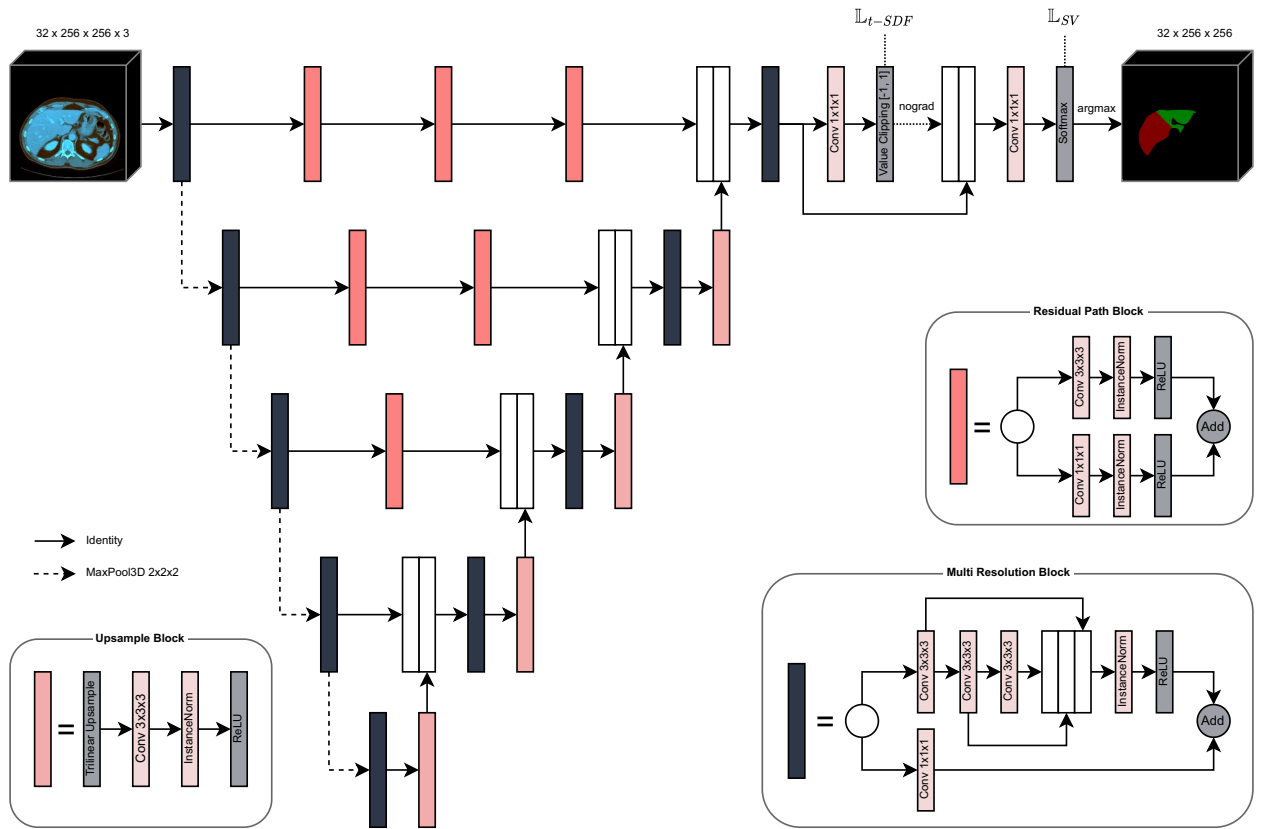 𝕃t−SDF
𝕃SV
32 x 256 x 256 x 3
32 x 256 x 256
Conv 1x1x1
Value Clipping [-1, 1]
nograd
Conv 1x1x1
Softmax
argmax
Residual Path Block
Conv 3x3x3
InstanceNorm
ReLU
=
Add
Conv 1x1x1
InstanceNorm
ReLU
Identity
MaxPool3D 2x2x2
Upsample Block
=
Trilinear Upsample
Conv 3x3x3
InstanceNorm
ReLU
Multi Resolution Block
Conv 3x3x3
Conv 3x3x3
Conv 3x3x3
InstanceNorm
ReLU
=
Add
Conv 1x1x1